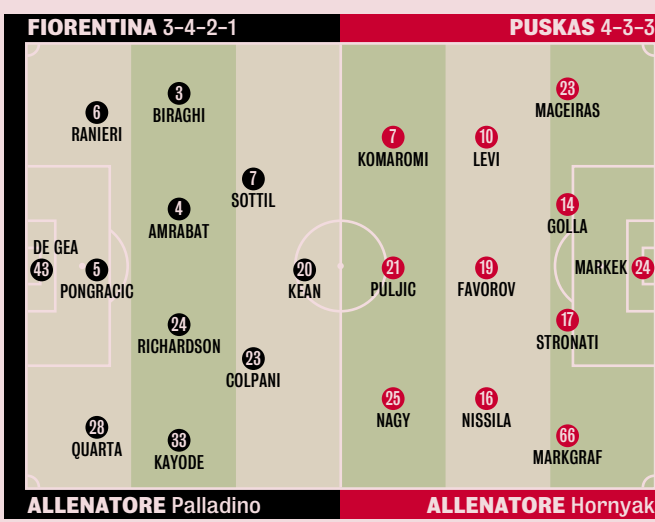 FIORENTINA 3-4-2-1
PUSKAS 4-3-3
6
RANIERI
3
BIRAGHI
7
SOTTIL
4
AMRABAT
DE GEA
43
5
PONGRACIC
20
KEAN
24
RICHARDSON
23
COLPANI
28
QUARTA
33
KAYODE
7
KOMAROMI
10
LEVI
23
MACEIRAS
14
GOLLA
21
PULJIC
19
FAVOROV
MARKEK 24
17
STRONATI
25
NAGY
16
NISSILA
66
MARKGRAF
ALLENATORE Palladino
ALLENATORE Hornyak